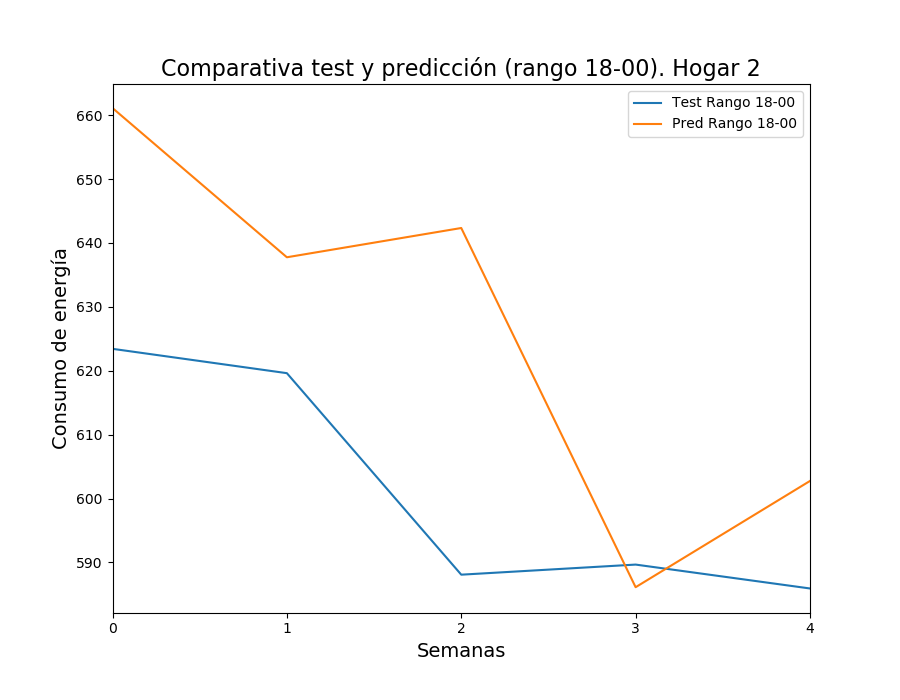 Comparativa test y predicción (rango 18-00). Hogar 2
Test Rango 18-00
Pred Rango 18-00
660
650
640
630
620
610
600
590
Consumo de energía
0 1 2 3 4
Semanas